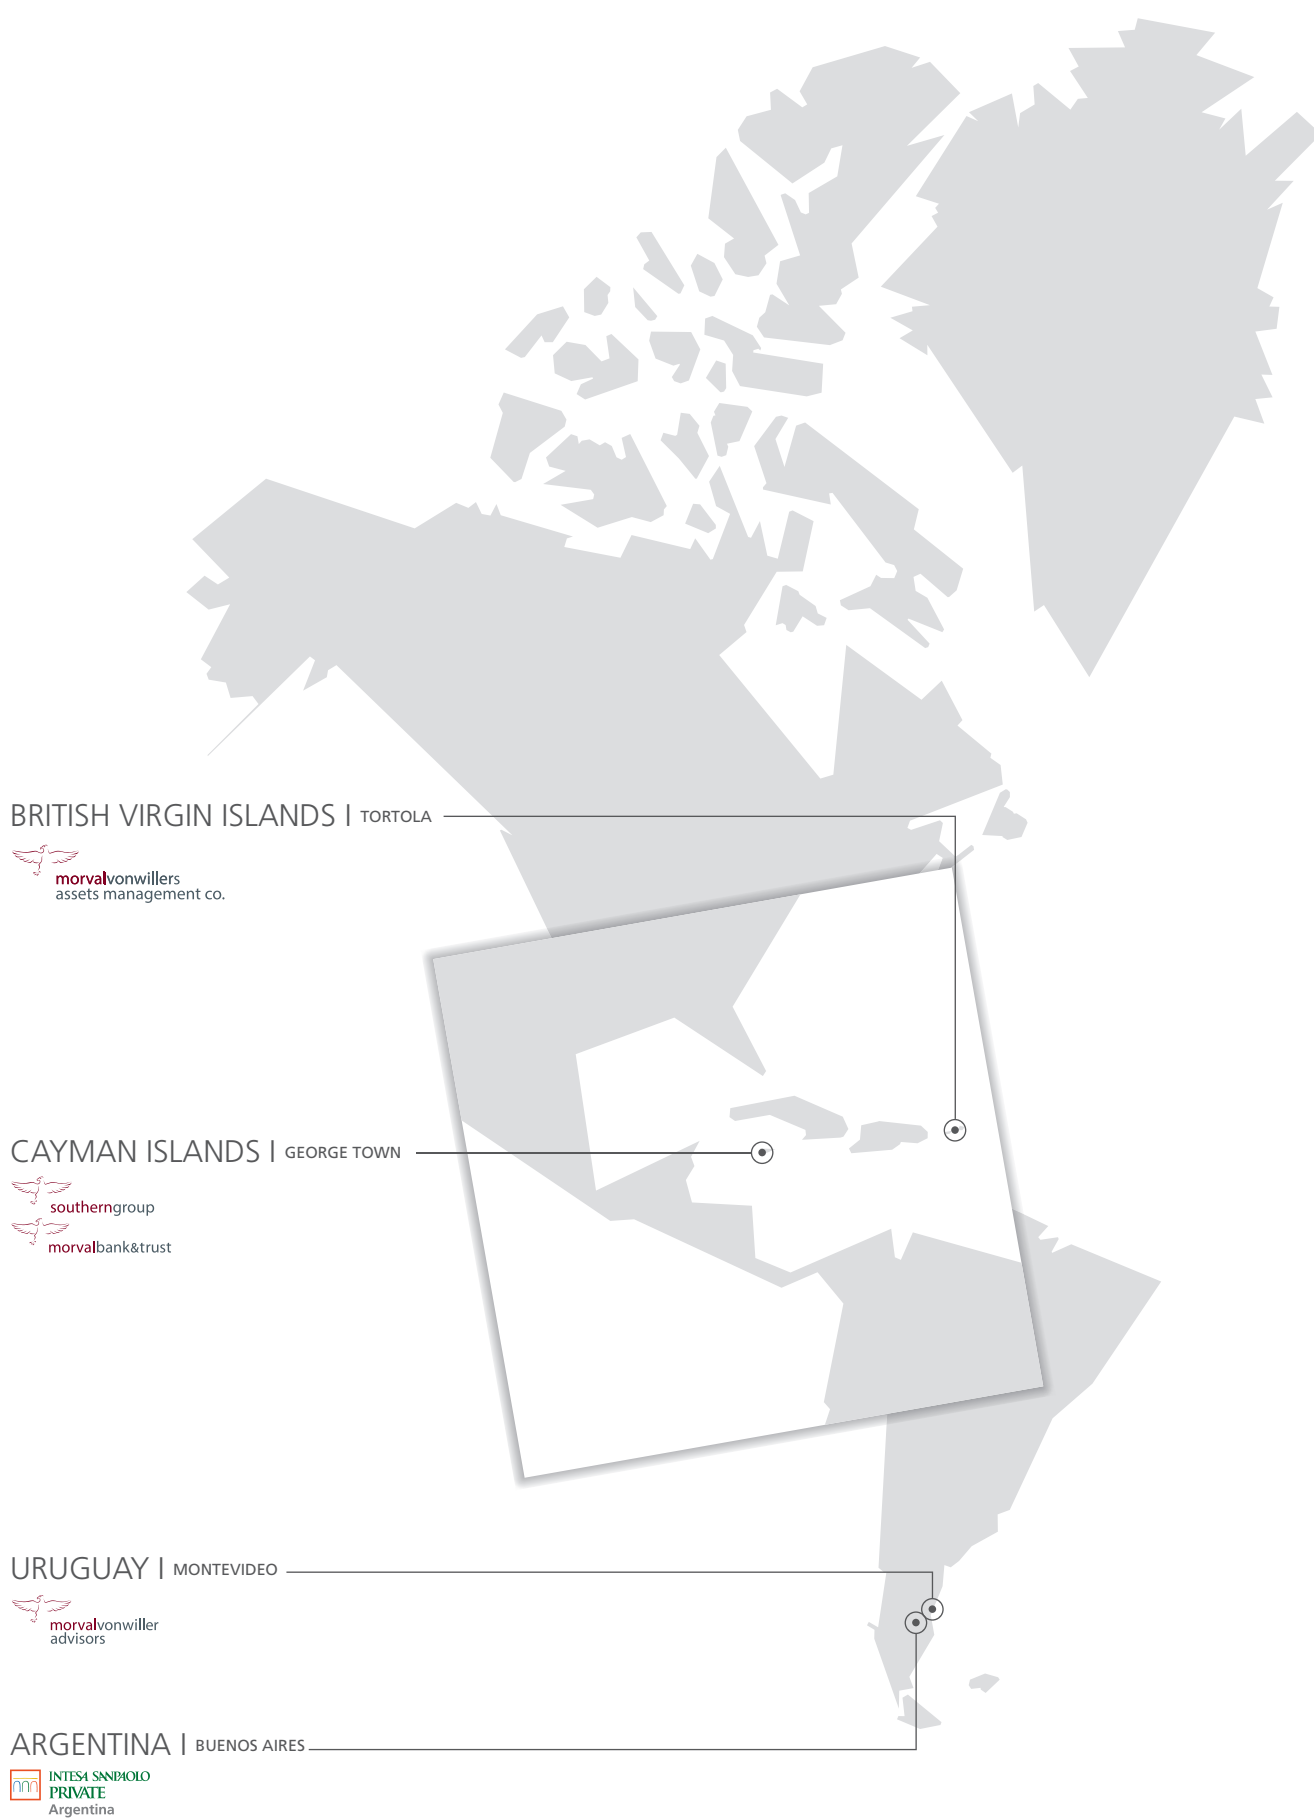 BRITISH VIRGIN ISLANDS | TORTOLA
morvalvonwillers
assets management co.
CAYMAN ISLANDS | GEORGE TOWN
southerngroup
morvalbank&trust
URUGUAY | MONTEVIDEO
morvalvonwiller
advisors
ARGENTINA | BUENOS AIRES
INTESA SANPAOLO
PRIVATE
Argentina